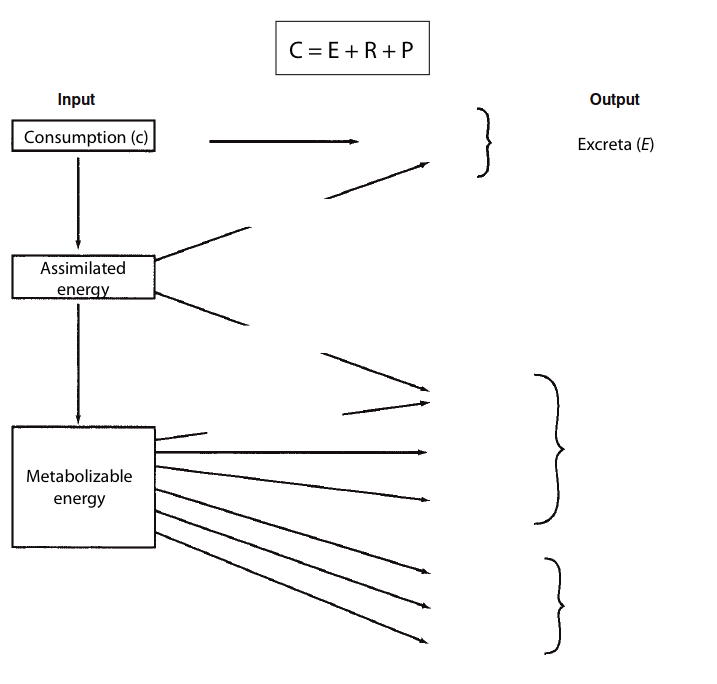 C = E + R + P
Input
Output
Consumption (c)
Excreta (E)
Assimilated
energy
Metabolizable
energy